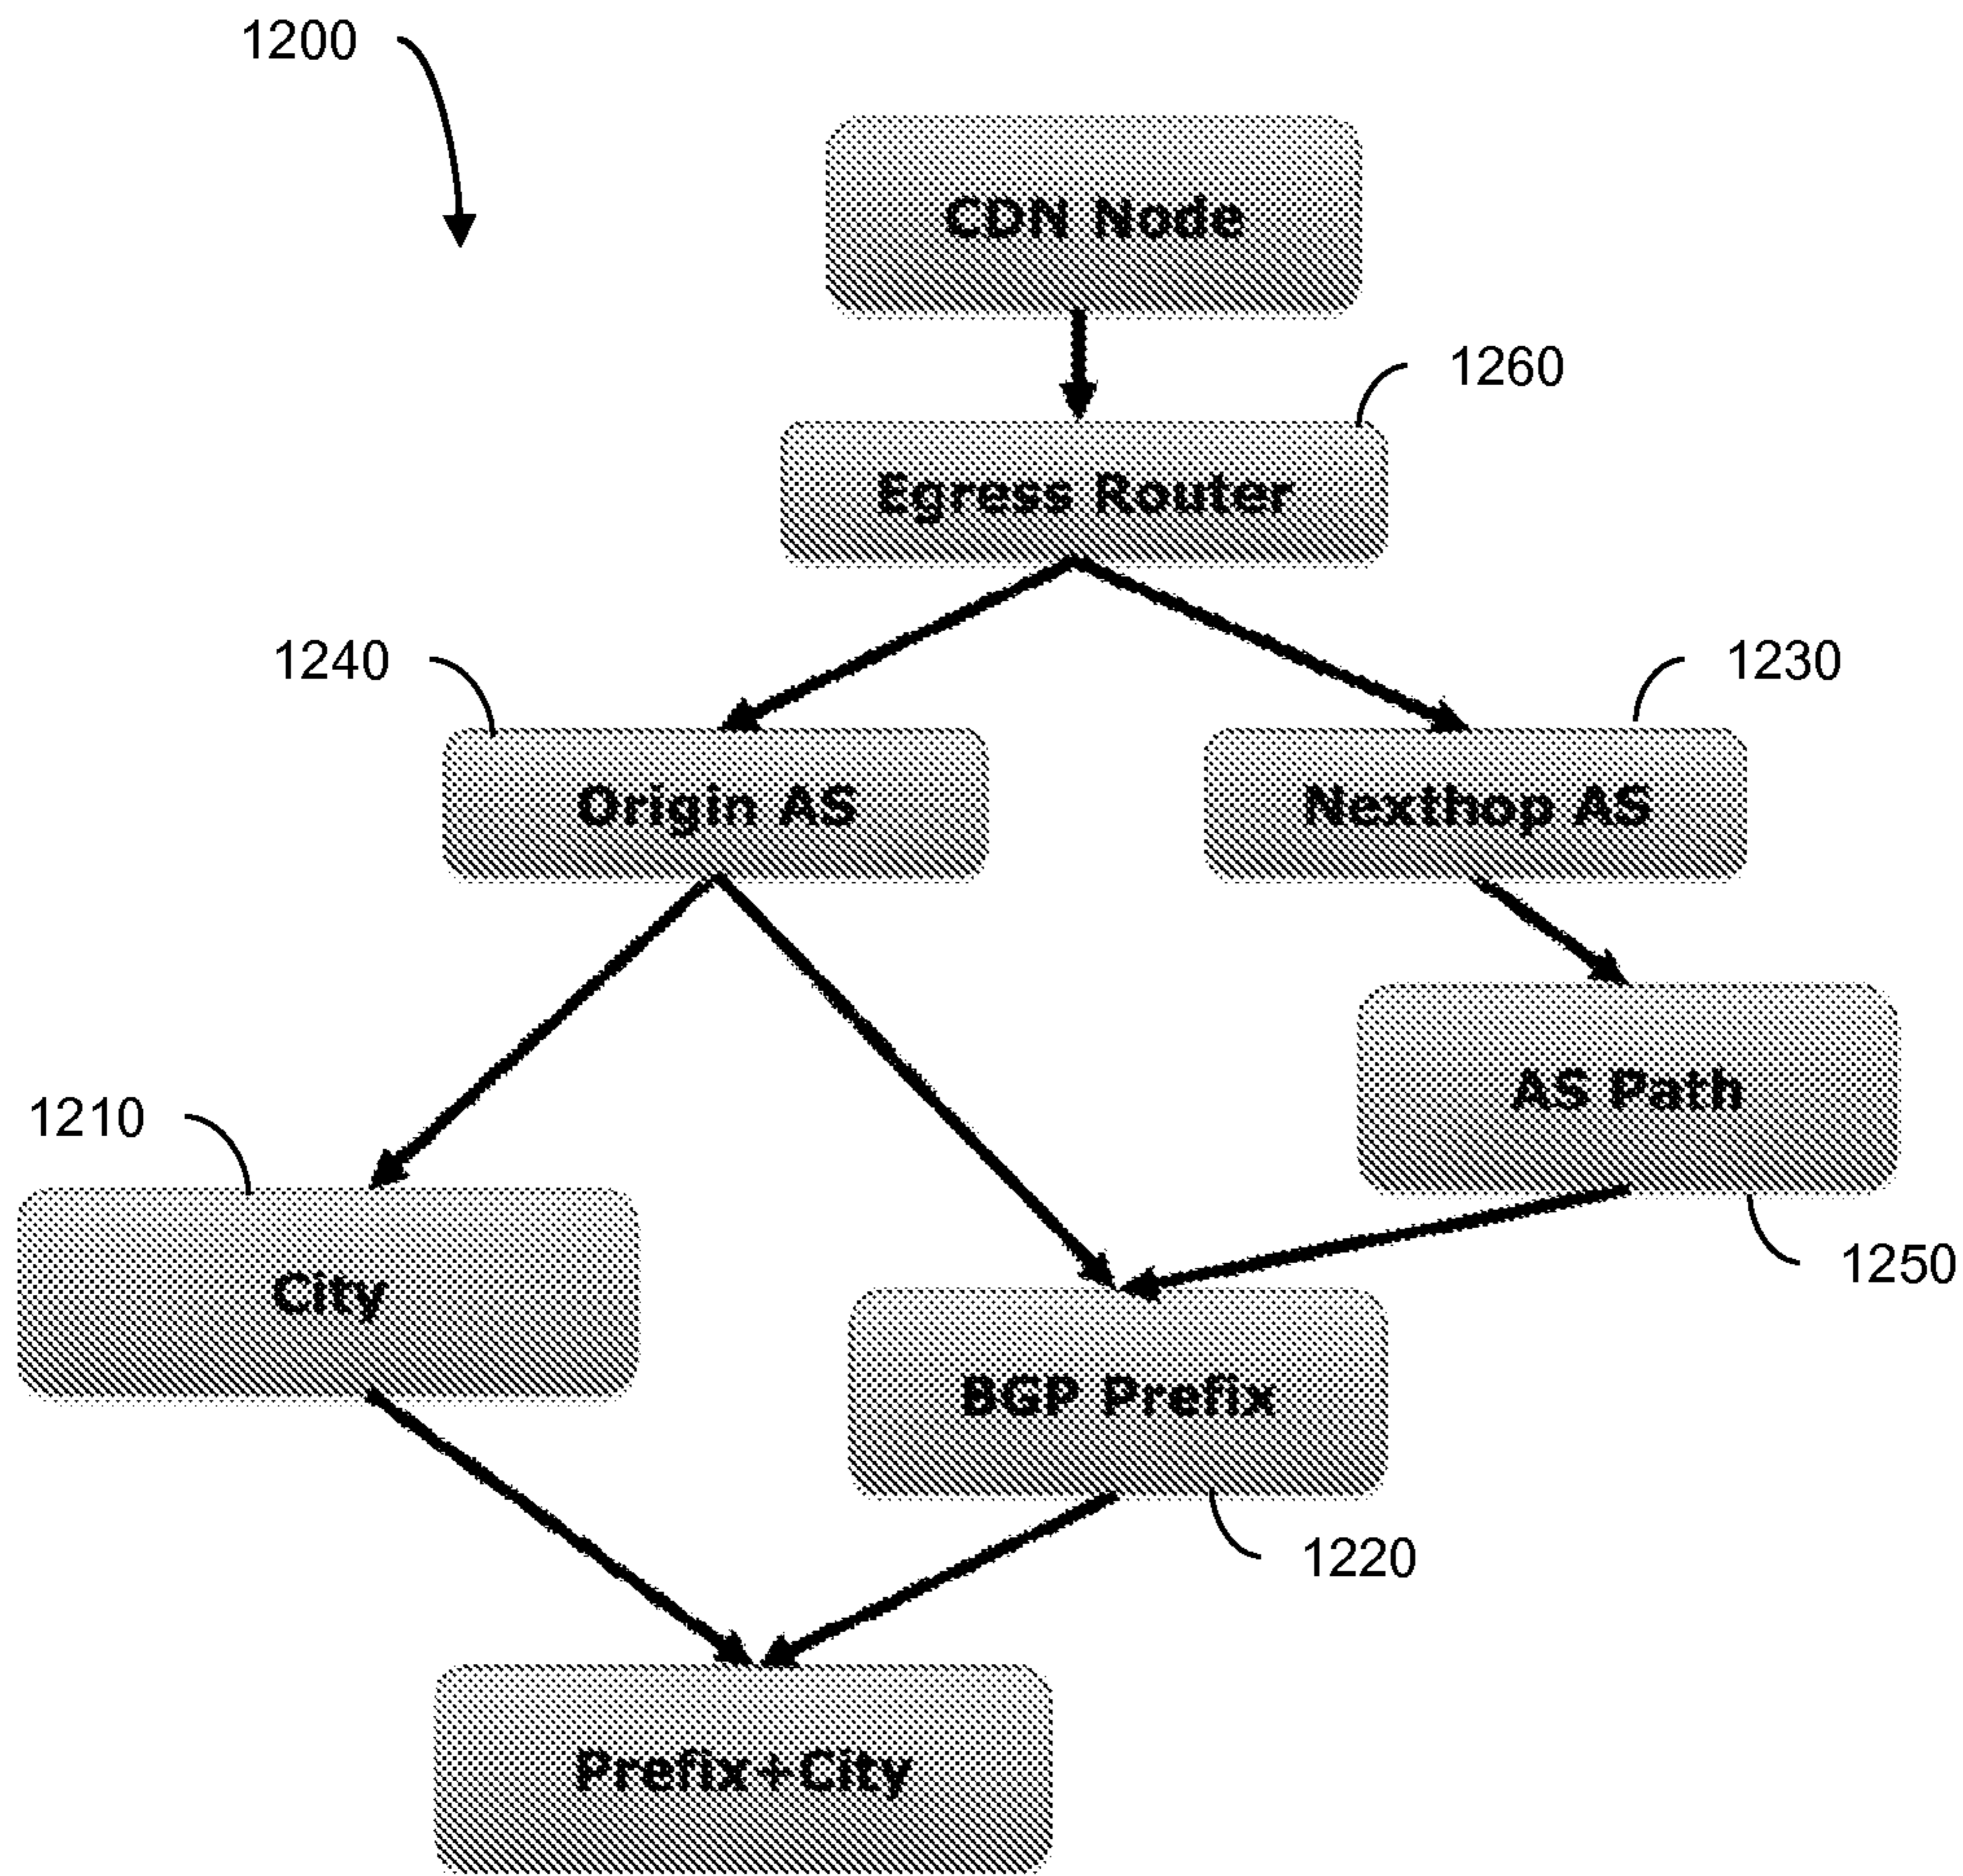 1200
CDN Node
1260
Egress Router
1240
1230
Origin AS
Nexthop AS
AS Path
1210
1250
City
BGP Prefix
1220
Prefix+City